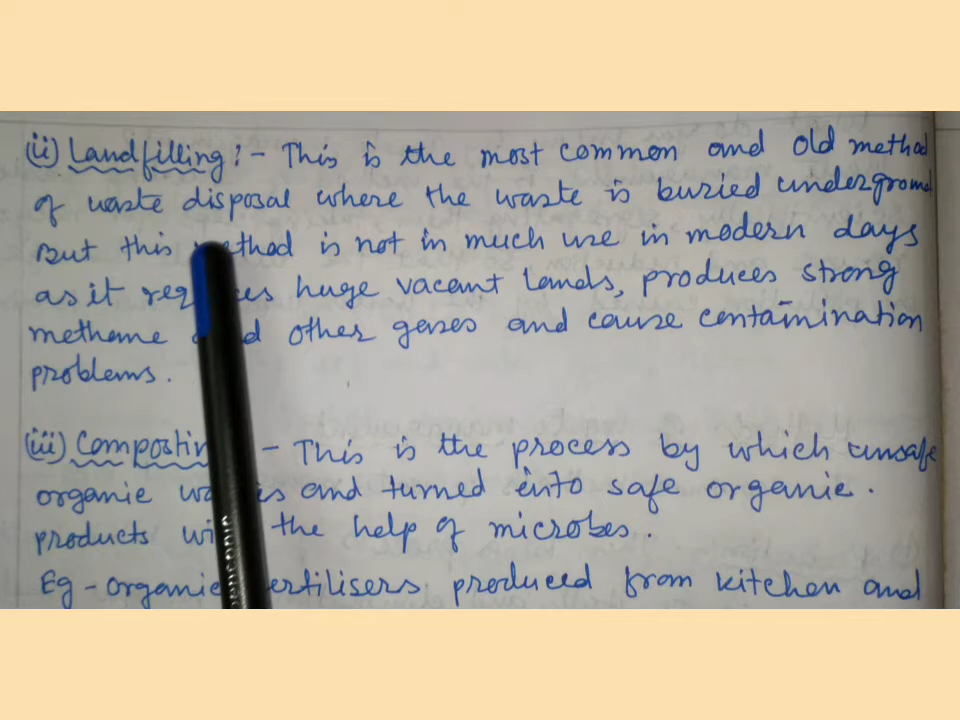 (ii) Landfilling :- This is the most common and old method
of waste disposal where the waste is buried underground
But this method is not in much use in modern days
as it huge vacant lands, produces strong
methane and other gases and cause contamination
problems.
(iii) Composting - This is the process by which unsafe
organic is and turned into safe organic.
products with the help of microbes.
Eg - organic fertilisers produced from kitchen and